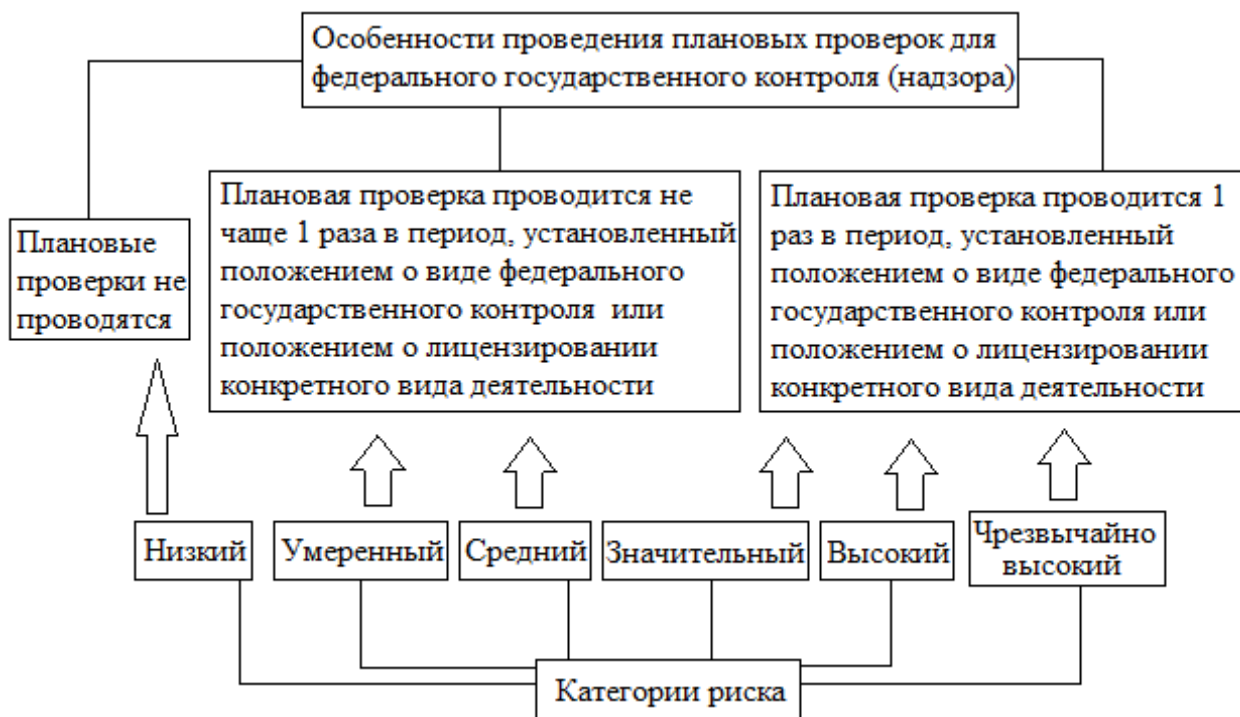 Особенности проведения плановых проверок для
федерального государственного контроля (надзора)
Плановые
проверки не
проводятся
Плановая проверка проводится не
чаще 1 раза в период, установленный
положением о виде федерального
государственного контроля или
положением о лицензировании
конкретного вида деятельности
Плановая проверка проводится 1
раз в период, установленный
положением о виде федерального
государственного контроля или
положением о лицензировании
конкретного вида деятельности
Низкий
Умеренный
Средний
Значительный
Высокий
Чрезвычайно
высокий
Категории риска